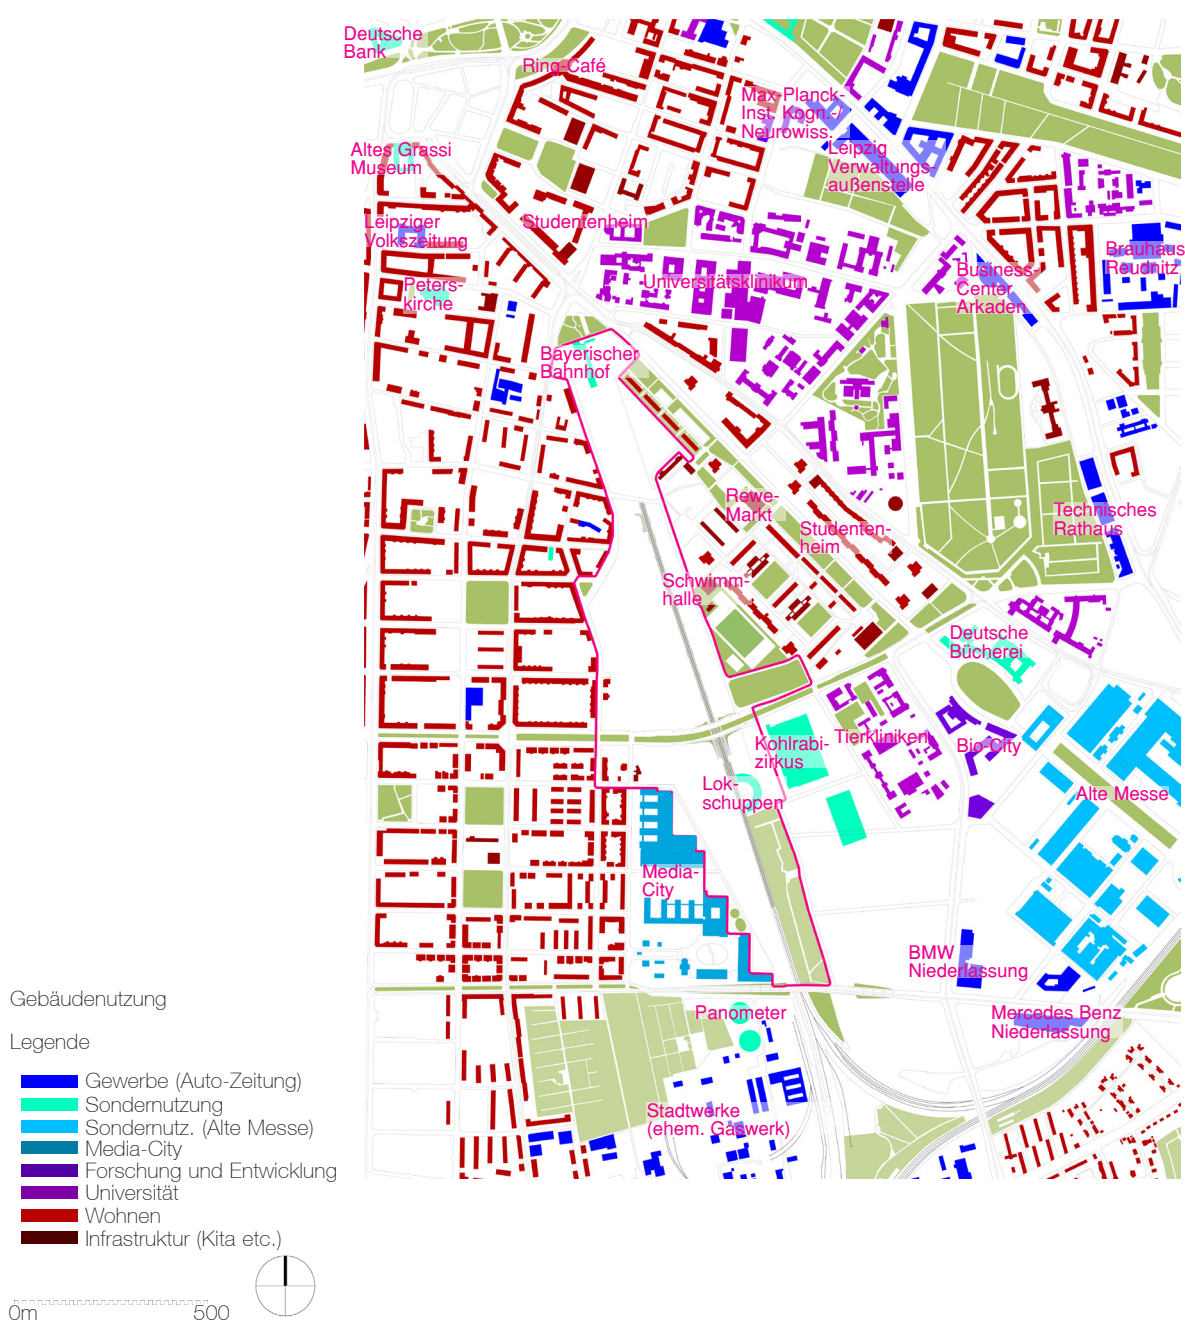 Deutsche
Bank
Ring-Café
Max-Planck-
Inst. Kogn.-/
Neurowiss.
Leipzig
Verwaltungs-
außenstelle
Altes Grassi
Museum
Leipziger
Volkszeitung
Studentenheim
Peters-
kirche
Universitätsklinikum
Business-
Center
Arkaden
Brauhaus
Reudnitz
Bayerischer
Bahnhof
Rewe-
Markt
Studenten-
heim
Technisches
Rathaus
Schwimm-
halle
Deutsche
Bücherei
Kohlrabi-
zirkus
Tierkliniken
Bio-City
Lok-
schuppen
Alte Messe
Media-
City
BMW
Niederlassung
Panometer
Mercedes Benz
Niederlassung
Stadtwerke
(ehem. Gaswerk)
Gebäudenutzung
Legende
Gewerbe (Auto-Zeitung)
Sondernutzung
Sondernutz. (Alte Messe)
Media-City
Forschung und Entwicklung
Universität
Wohnen
Infrastruktur (Kita etc.)
0m 500